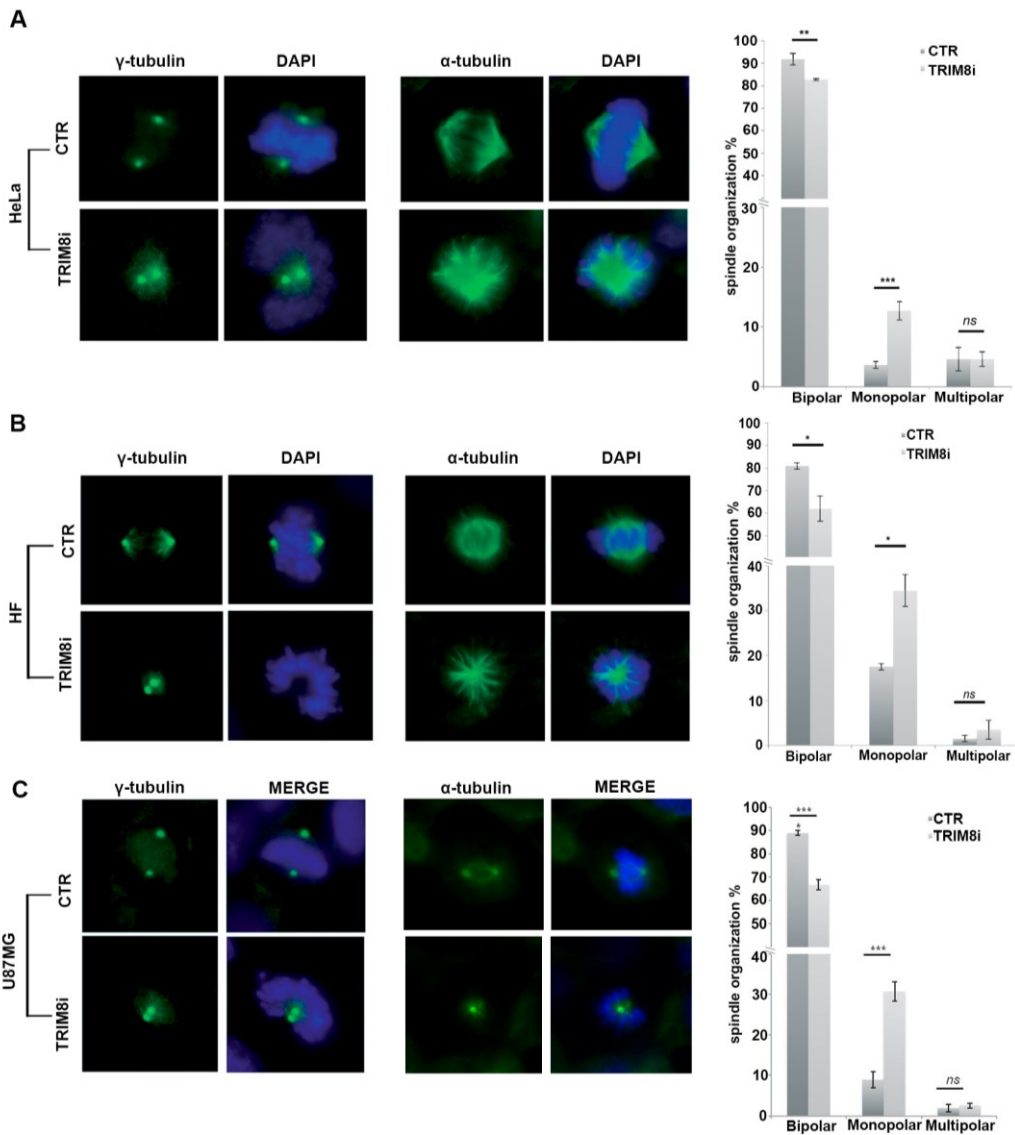 A
γ-tubulin DAPI α-tubulin DAPI
HeLa
CTR
TRIM8i
spindle organization %
100
90
80
70
60
50
40
30
20
10
0
** *** ns
CTR
TRIM8i
Bipolar Monopolar Multipolar
B
γ-tubulin DAPI α-tubulin DAPI
HF
CTR
TRIM8i
spindle organization %
100
90
80
70
60
50
40
30
20
10
0
* * ns
CTR
TRIM8i
Bipolar Monopolar Multipolar
C
γ-tubulin MERGE α-tubulin MERGE
U87MG
CTR
TRIM8i
spindle organization %
100
90
80
70
60
50
40
30
20
10
0
*** * *** ns
CTR
TRIM8i
Bipolar Monopolar Multipolar